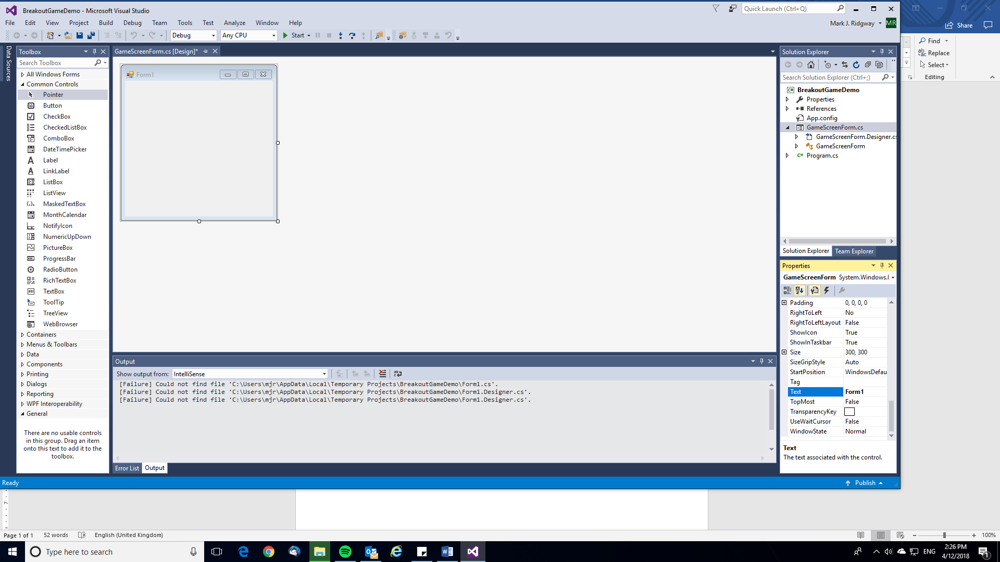 BreakoutGameDemo - Microsoft Visual Studio
Quick Launch (Ctrl+Q)
File Edit View Project Build Debug Team Tools Test Analyze Window Help
Mark J. Ridgway MR
Share
Debug Any CPU Start
Find
Replace
Select
Editing
Data Sources
Toolbox
Search Toolbox
All Windows Forms
Common Controls
Pointer
Button
CheckBox
CheckedListBox
ComboBox
DateTimePicker
Label
LinkLabel
ListBox
ListView
MaskedTextBox
MonthCalendar
NotifyIcon
NumericUpDown
PictureBox
ProgressBar
RadioButton
RichTextBox
TextBox
ToolTip
TreeView
WebBrowser
Containers
Menus & Toolbars
Data
Components
Printing
Dialogs
Reporting
WPF Interoperability
General
There are no usable controls
in this group. Drag an item
onto this text to add it to the
toolbox.
GameScreenForm.cs [Design]*
Form1
Output
Show output from: IntelliSense
[Failure] Could not find file 'C:\Users\mjr\AppData\Local\Temporary Projects\BreakoutGameDemo\Form1.cs'.
[Failure] Could not find file 'C:\Users\mjr\AppData\Local\Temporary Projects\BreakoutGameDemo\Form1.Designer.cs'.
[Failure] Could not find file 'C:\Users\mjr\AppData\Local\Temporary Projects\BreakoutGameDemo\Form1.Designer.cs'.
Error List Output
Solution Explorer
Search Solution Explorer (Ctrl+;)
BreakoutGameDemo
Properties
References
App.config
GameScreenForm.cs
GameScreenForm.Designer.cs
GameScreenForm
Program.cs
Solution Explorer Team Explorer
Properties
GameScreenForm System.Windows.
Padding 0, 0, 0, 0
RightToLeft No
RightToLeftLayout False
ShowIcon True
ShowInTaskbar True
Size 300, 300
SizeGripStyle Auto
StartPosition WindowsDefau
Tag
Text Form1
TopMost False
TransparencyKey
UseWaitCursor False
WindowState Normal
Text
The text associated with the control.
Ready
Publish
7
Page 1 of 1 52 words English (United Kingdom)
100%
Type here to search
ENG
2:26 PM
4/12/2018
1